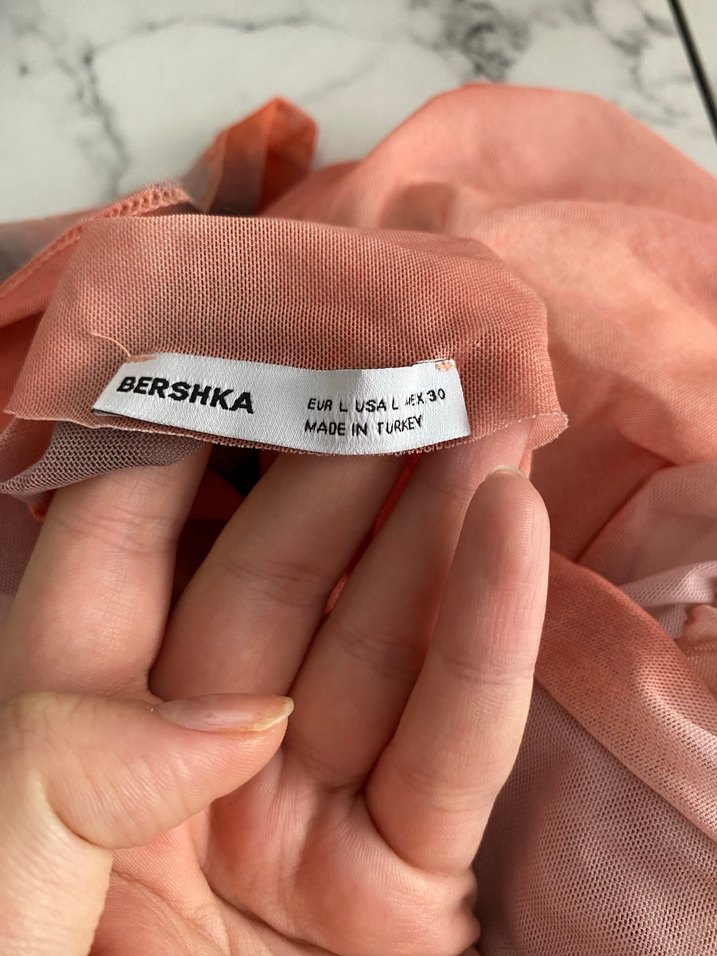 BERSHKA
EUR L USA L MEX 30
MADE IN TURKEY